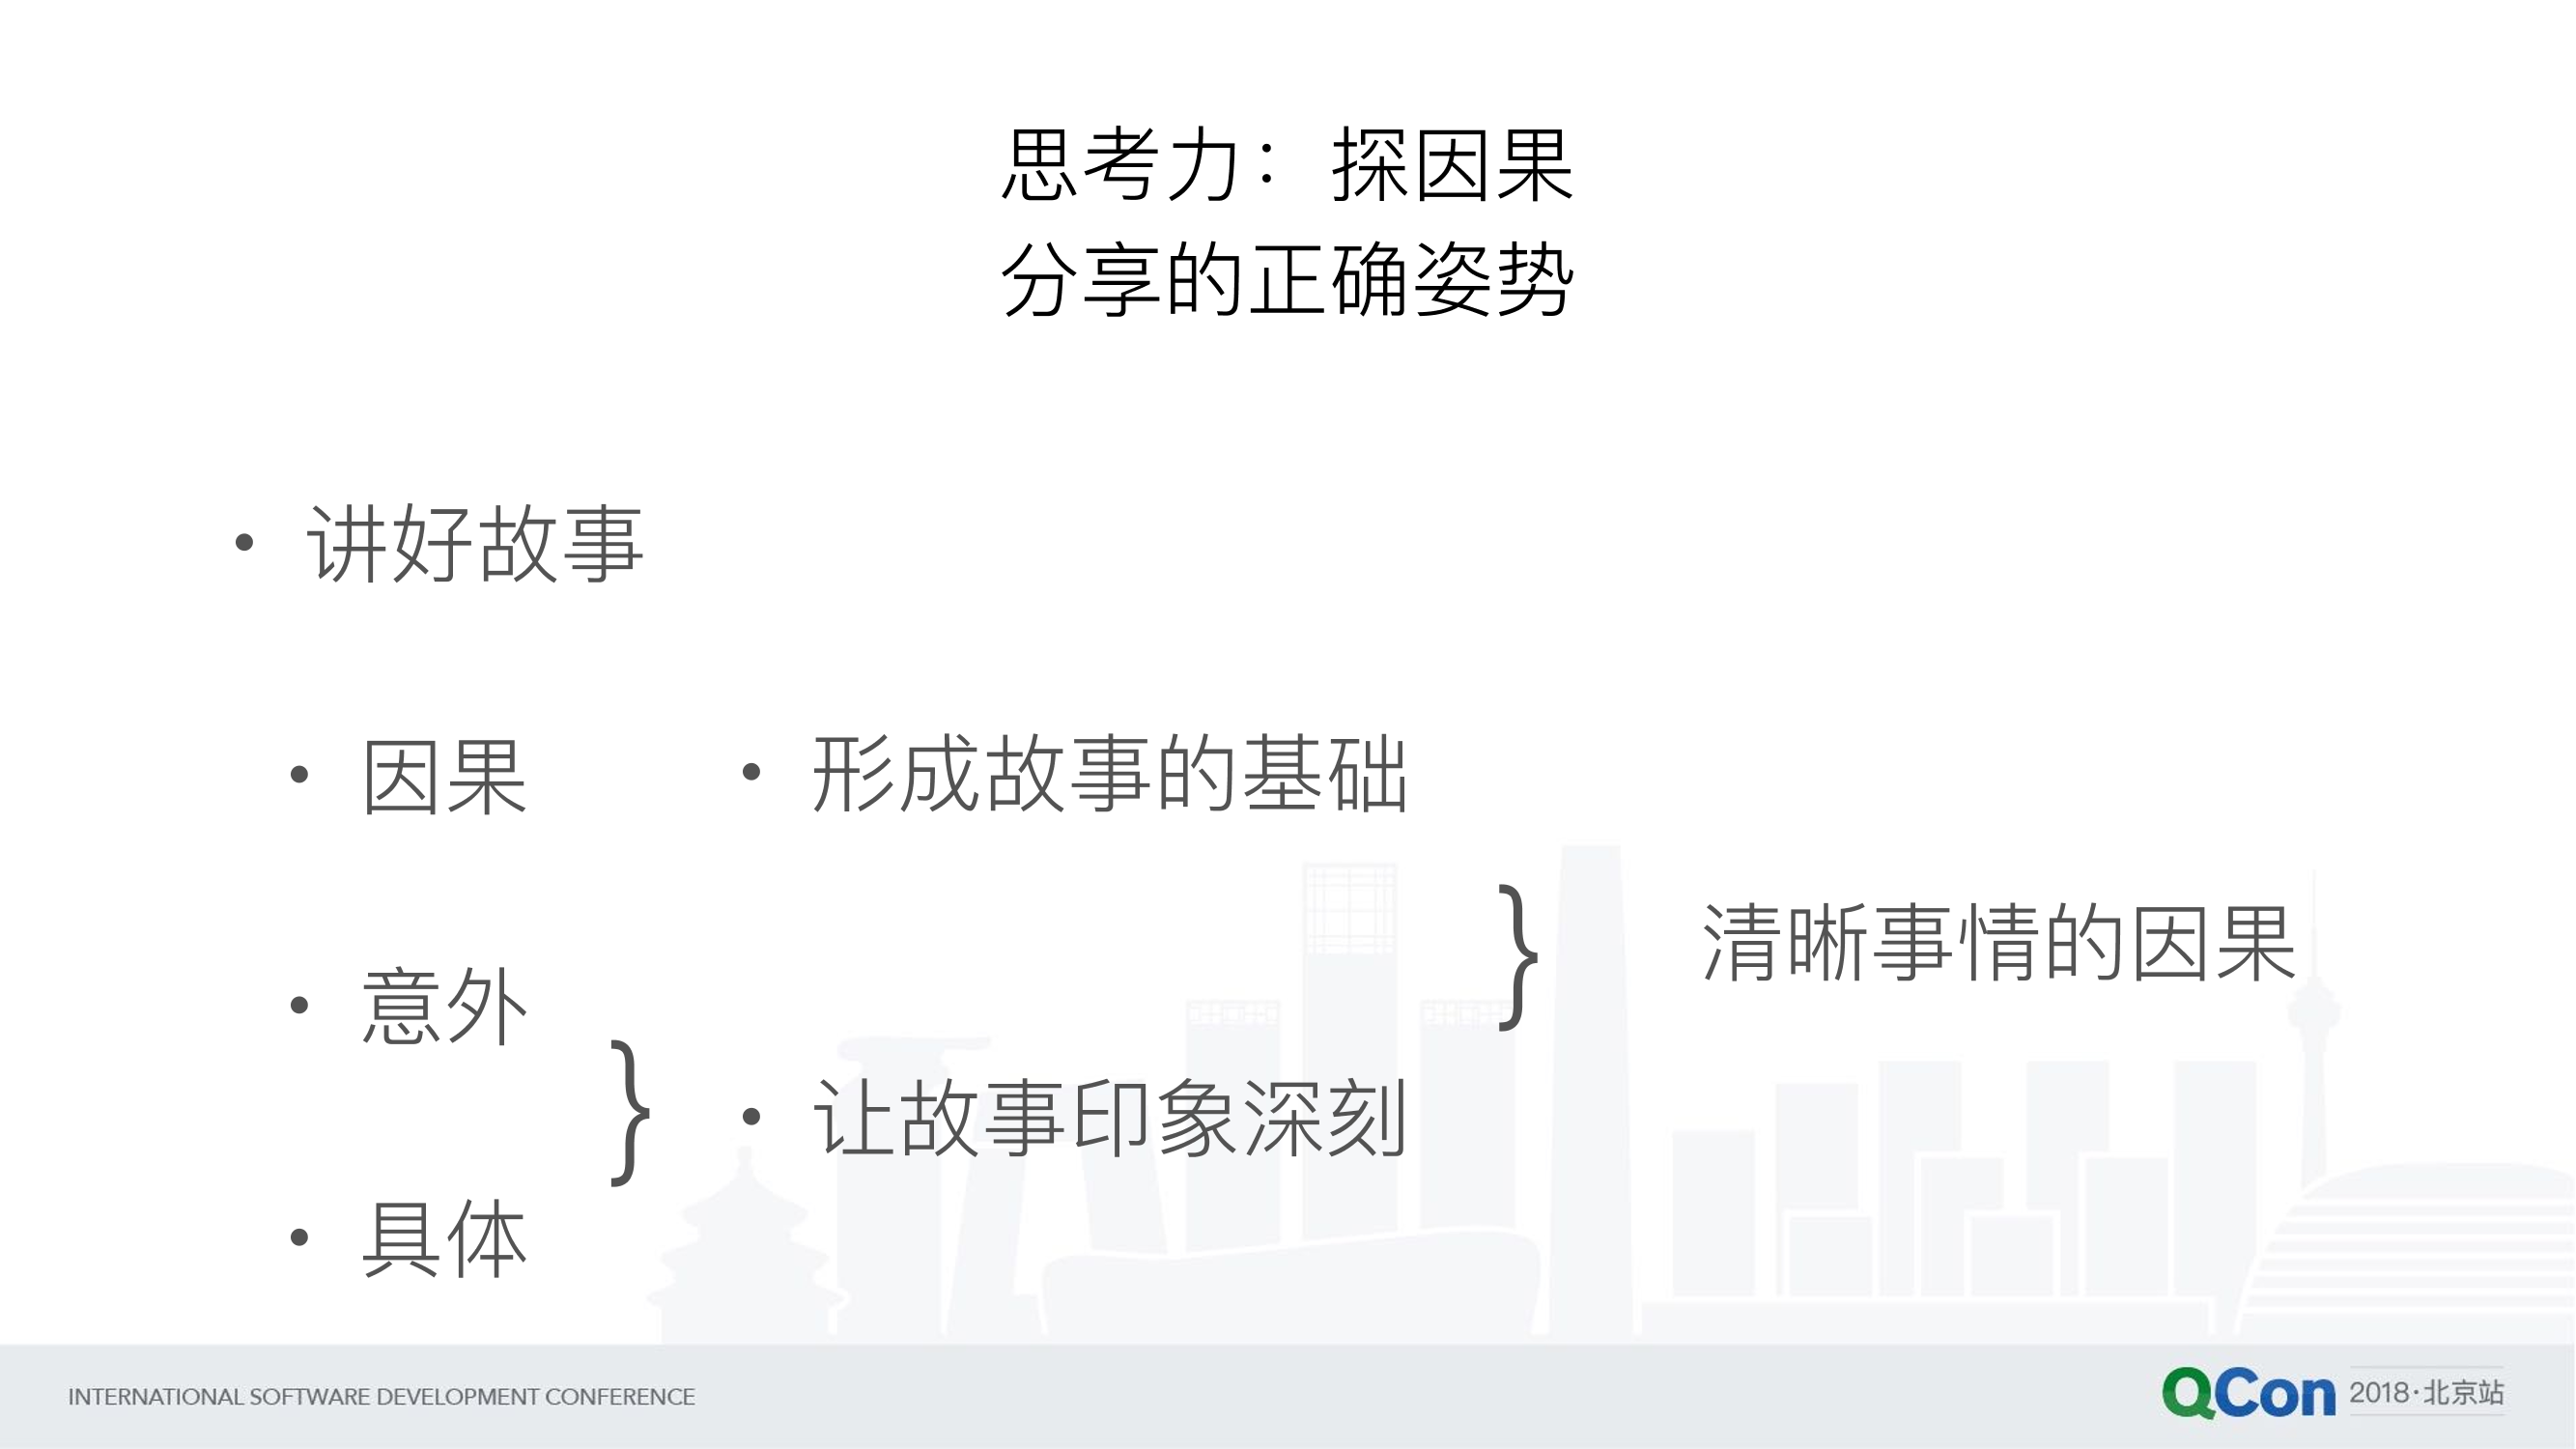 思考力：探因果
分享的正确姿势
• 讲好故事
• 因果
• 形成故事的基础
• 意外
}
• 让故事印象深刻
• 具体
}
清晰事情的因果
INTERNATIONAL SOFTWARE DEVELOPMENT CONFERENCE
QCon 2018·北京站